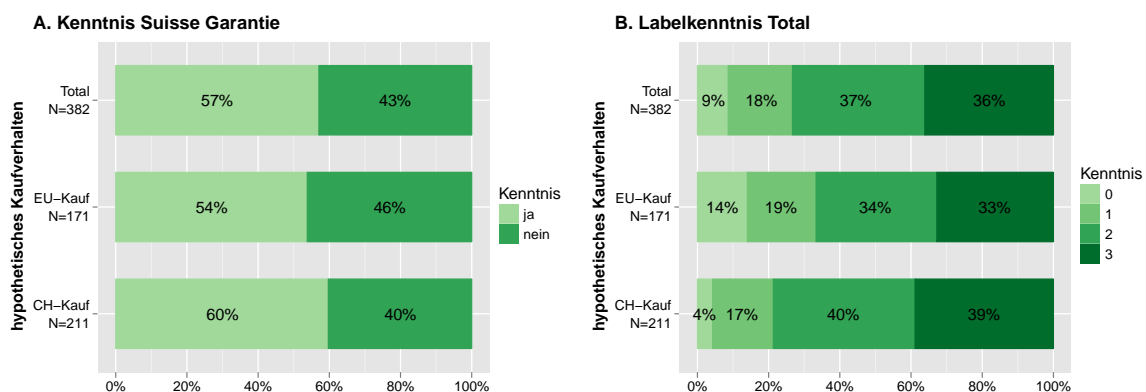 A. Kenntnis Suisse Garantie
hypothetisches Kaufverhalten
Total
N=382
57%
43%
EU−Kauf
N=171
54%
46%
CH−Kauf
N=211
60%
40%
0%
20%
40%
60%
80%
100%
Kenntnis
ja
nein
B. Labelkenntnis Total
hypothetisches Kaufverhalten
Total
N=382
9%
18%
37%
36%
EU−Kauf
N=171
14%
19%
34%
33%
CH−Kauf
N=211
4%
17%
40%
39%
0%
20%
40%
60%
80%
100%
Kenntnis
0
1
2
3